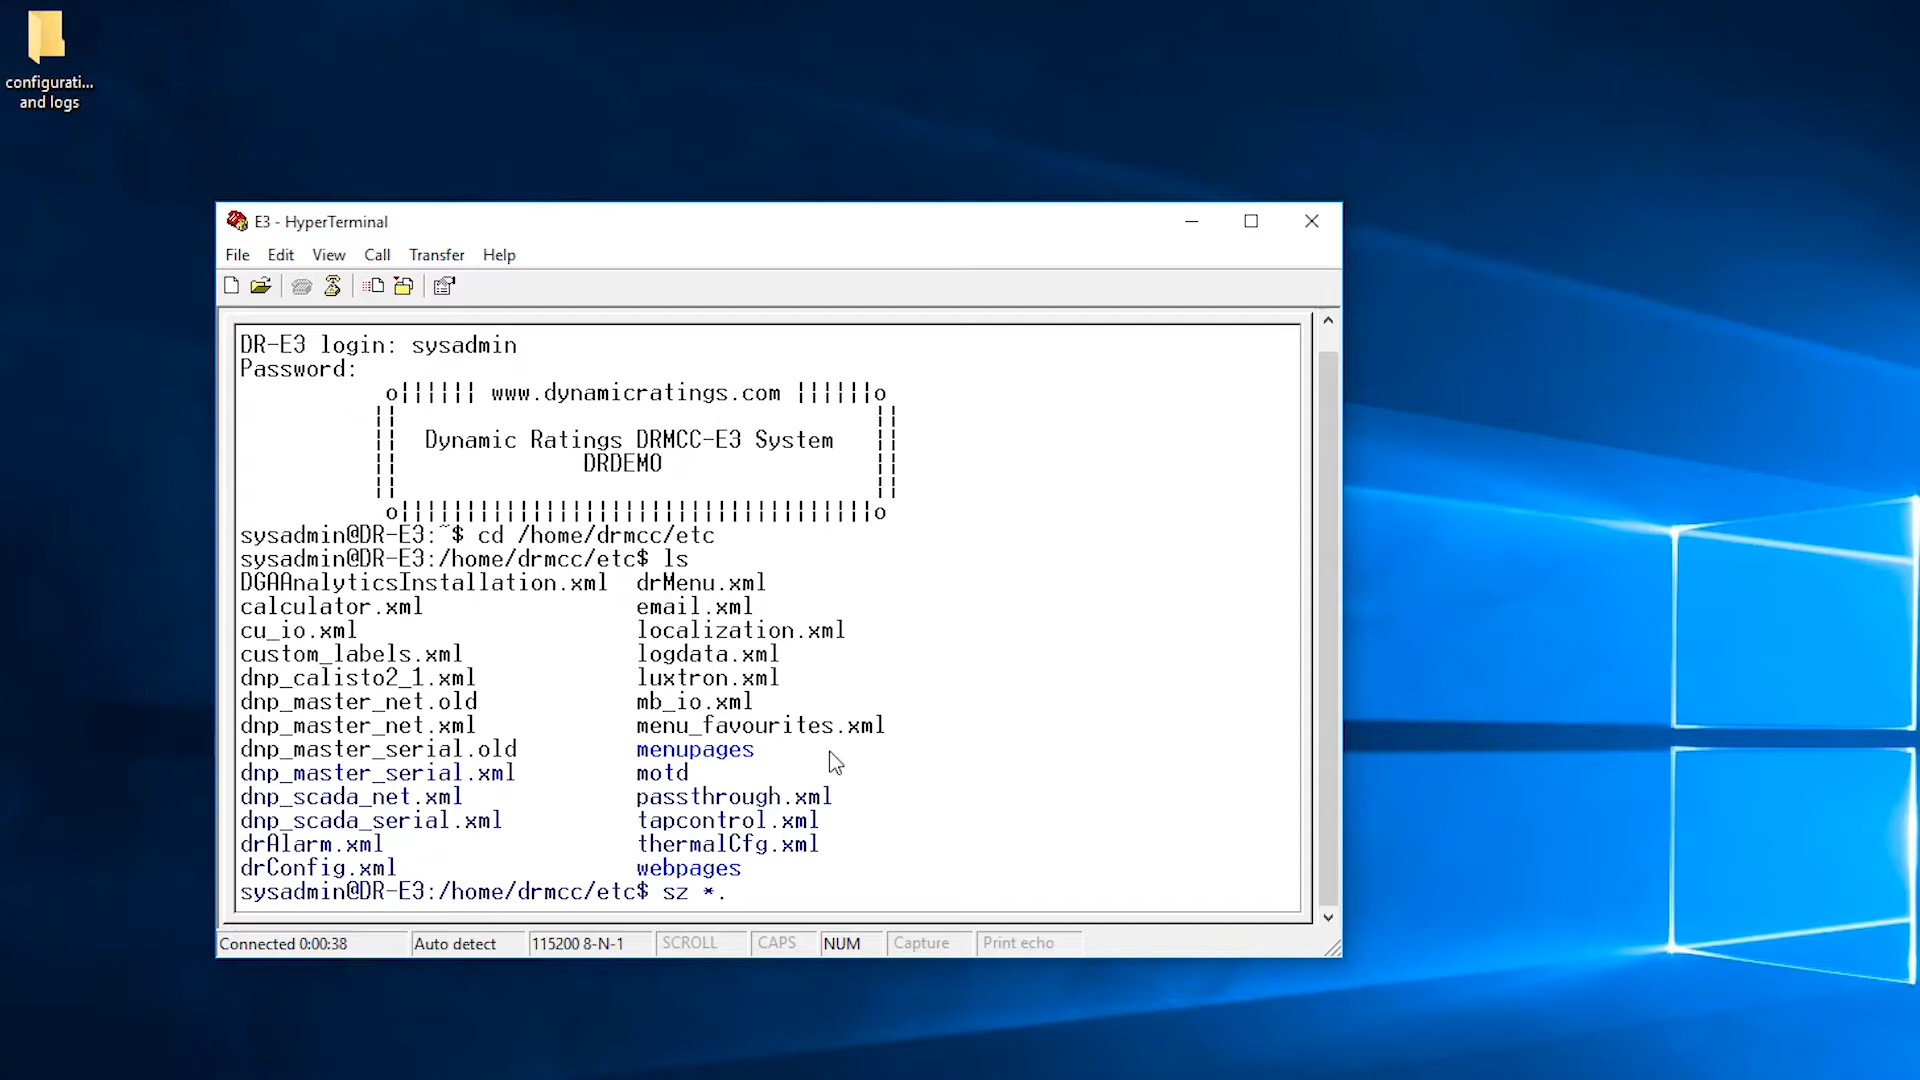 configurati...
and logs
E3 - HyperTerminal
File Edit View Call Transfer Help
DR-E3 login: sysadmin
Password:
o|||||| www.dynamicratings.com ||||||o
Dynamic Ratings DRMCC-E3 System
DRDEMO
sysadmin@DR-E3:~$ cd /home/drmcc/etc
sysadmin@DR-E3:/home/drmcc/etc$ ls
DGAAnalyticsInstallation.xml drMenu.xml
calculator.xml email.xml
cu_io.xml localization.xml
custom_labels.xml logdata.xml
dnp_calisto2_1.xml luxtron.xml
dnp_master_net.old mb_io.xml
dnp_master_net.xml menu_favourites.xml
dnp_master_serial.old menupages
dnp_master_serial.xml motd
dnp_scada_net.xml passthrough.xml
dnp_scada_serial.xml tapcontrol.xml
drAlarm.xml thermalCfg.xml
drConfig.xml webpages
sysadmin@DR-E3:/home/drmcc/etc$ sz *.
Connected 0:00:38 Auto detect 115200 8-N-1 SCROLL CAPS NUM Capture Print echo